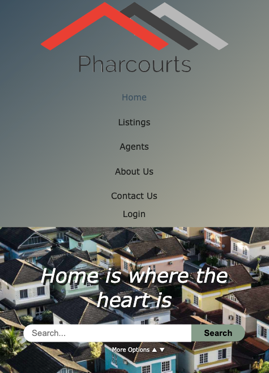 Pharcourts
Home
Listings
Agents
About Us
Contact Us
Login
Home is where the
heart is
Search...
Search
More Options ▲ ▼